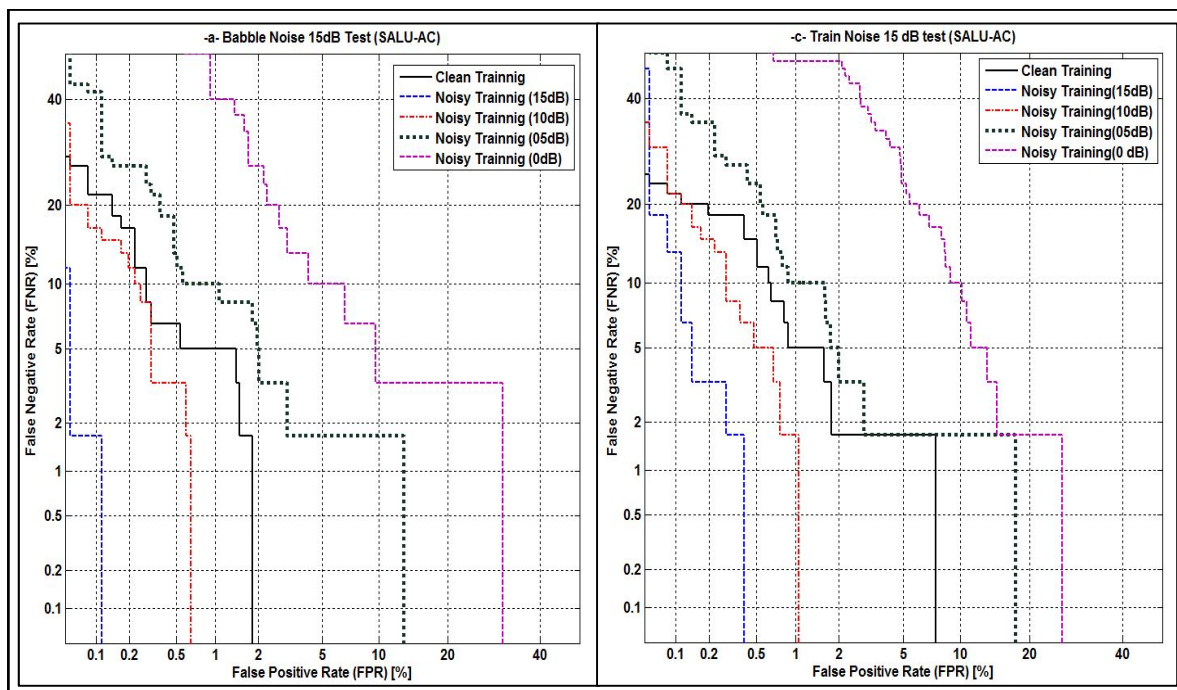 -a- Babble Noise 15dB Test (SALU-AC)
Clean Trainnig
Noisy Trainnig (15dB)
Noisy Trainnig (10dB)
Noisy Trainnig (05dB)
Noisy Trainnig (0dB)
False Negative Rate (FNR) [%]
40
20
10
5
2
1
0.5
0.2
0.1
0.1 0.2 0.5 1 2 5 10 20 40
False Positive Rate (FPR) [%]
-c- Train Noise 15 dB test (SALU-AC)
Clean Training
Noisy Training(15dB)
Noisy Training(10dB)
Noisy Training(05dB)
Noisy Training(0 dB)
False Negative Rate (FNR) [%]
40
20
10
5
2
1
0.5
0.2
0.1
0.1 0.2 0.5 1 2 5 10 20 40
False Positive Rate (FPR) [%]